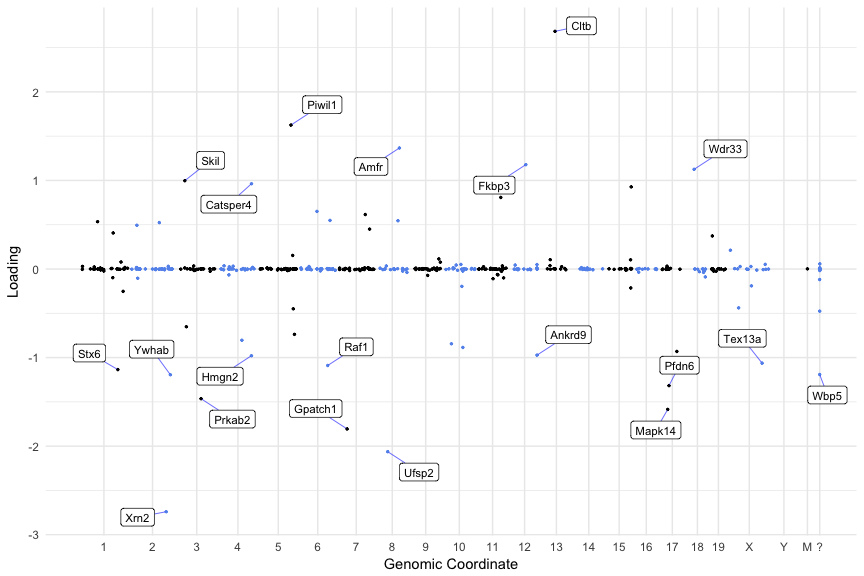 Cltb
2
Piwil1
Wdr33
Skil
Amfr
1
Fkbp3
Catsper4
Loading
0
Ankrd9
Tex13a
Raf1
Ywhab
Stx6
-1
Pfdn6
Hmgn2
Wbp5
Gpatch1
Prkab2
Mapk14
-2
Ufsp2
Xrn2
-3
1 2 3 4 5 6 7 8 9 10 11 12 13 14 15 16 17 18 19 X Y M ?
Genomic Coordinate